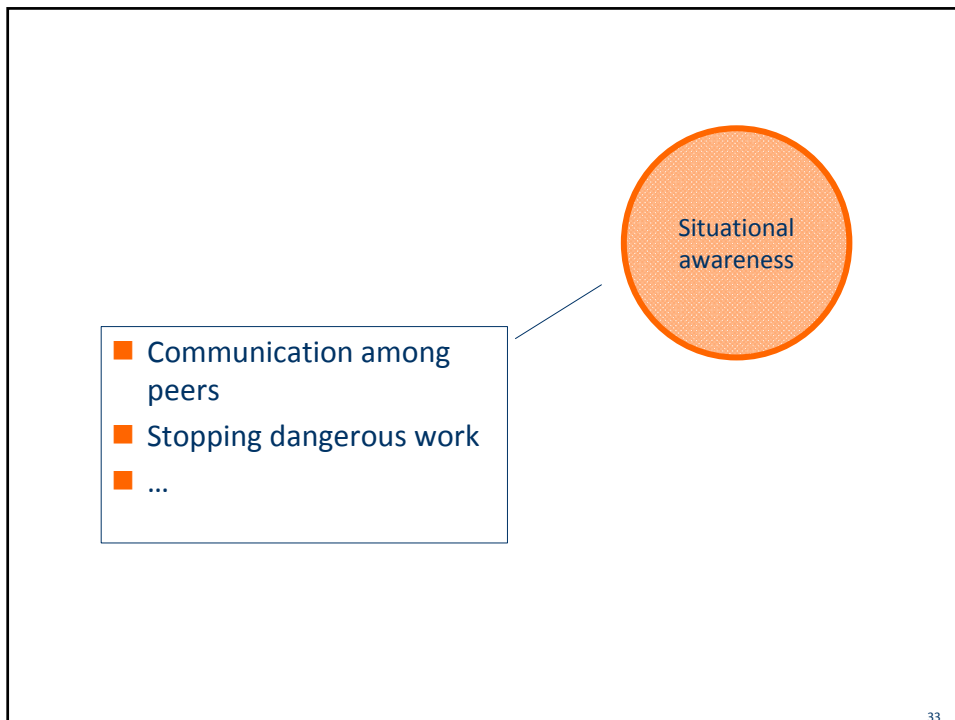 Situational
awareness
Communication among
peers
Stopping dangerous work
…
33